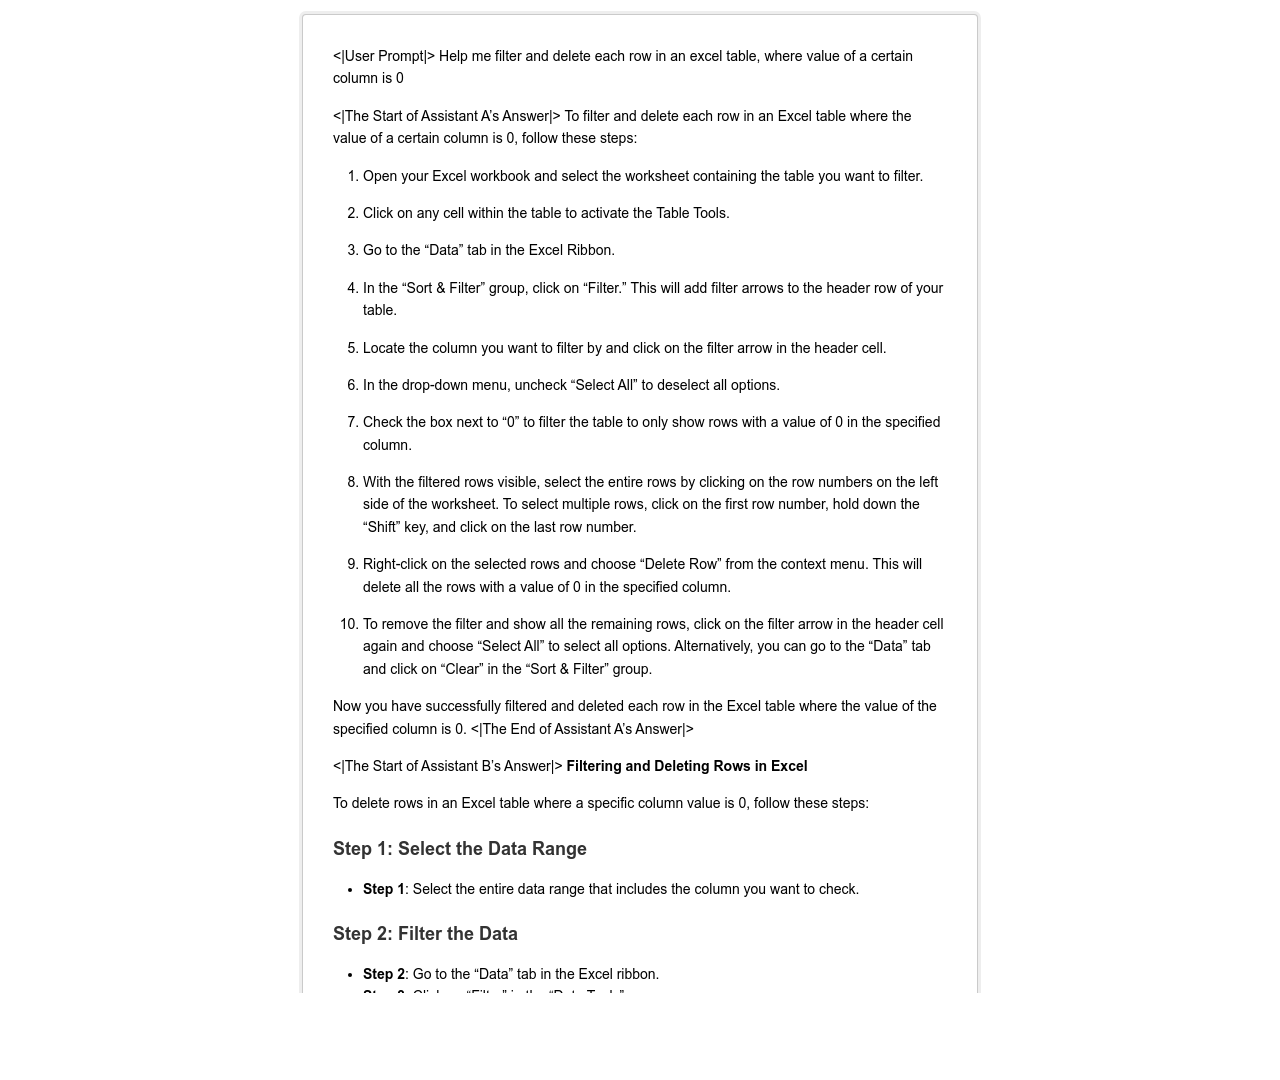 <|User Prompt|> Help me filter and delete each row in an excel table, where value of a certain
column is 0
<|The Start of Assistant A’s Answer|> To filter and delete each row in an Excel table where the
value of a certain column is 0, follow these steps:
1. Open your Excel workbook and select the worksheet containing the table you want to filter.
2. Click on any cell within the table to activate the Table Tools.
3. Go to the “Data” tab in the Excel Ribbon.
4. In the “Sort & Filter” group, click on “Filter.” This will add filter arrows to the header row of your
table.
5. Locate the column you want to filter by and click on the filter arrow in the header cell.
6. In the drop-down menu, uncheck “Select All” to deselect all options.
7. Check the box next to “0” to filter the table to only show rows with a value of 0 in the specified
column.
8. With the filtered rows visible, select the entire rows by clicking on the row numbers on the left
side of the worksheet. To select multiple rows, click on the first row number, hold down the
“Shift” key, and click on the last row number.
9. Right-click on the selected rows and choose “Delete Row” from the context menu. This will
delete all the rows with a value of 0 in the specified column.
10. To remove the filter and show all the remaining rows, click on the filter arrow in the header cell
again and choose “Select All” to select all options. Alternatively, you can go to the “Data” tab
and click on “Clear” in the “Sort & Filter” group.
Now you have successfully filtered and deleted each row in the Excel table where the value of the
specified column is 0. <|The End of Assistant A’s Answer|>
<|The Start of Assistant B’s Answer|> Filtering and Deleting Rows in Excel
To delete rows in an Excel table where a specific column value is 0, follow these steps:
Step 1: Select the Data Range
• Step 1: Select the entire data range that includes the column you want to check.
Step 2: Filter the Data
• Step 2: Go to the “Data” tab in the Excel ribbon.